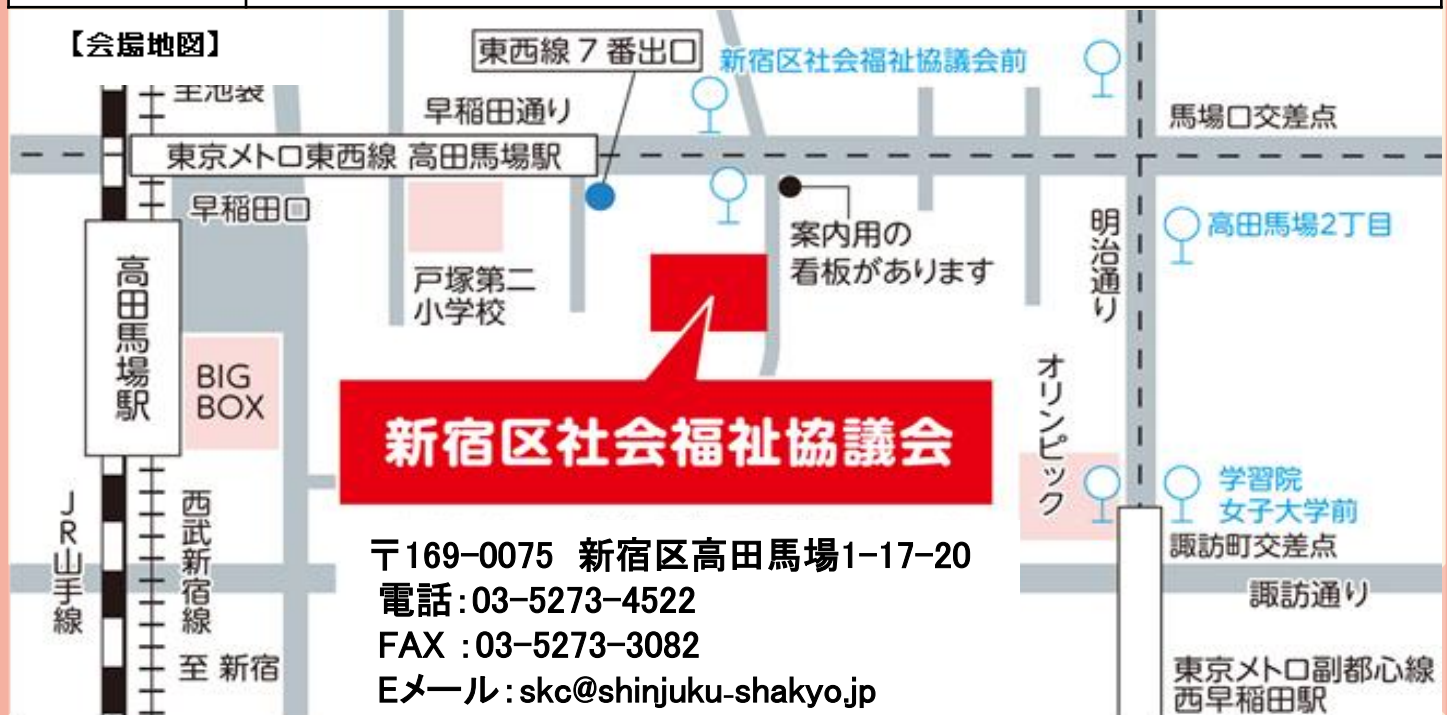 【会場地図】
東西線７番出口
新宿区社会福祉協議会前
至池袋
早稲田通り
馬場口交差点
東京メトロ東西線 高田馬場駅
早稲田口
案内用の
看板があります
明治通り
高田馬場2丁目
高田馬場駅
戸塚第二
小学校
BIG
BOX
オリンピック
新宿区社会福祉協議会
学習院
女子大学前
JR山手線
西武新宿線
諏訪町交差点
〒169-0075 新宿区高田馬場1-17-20
諏訪通り
電話：03-5273-4522
FAX ：03-5273-3082
至 新宿
東京メトロ副都心線
西早稲田駅
Eメール：skc@shinjuku-shakyo.jp